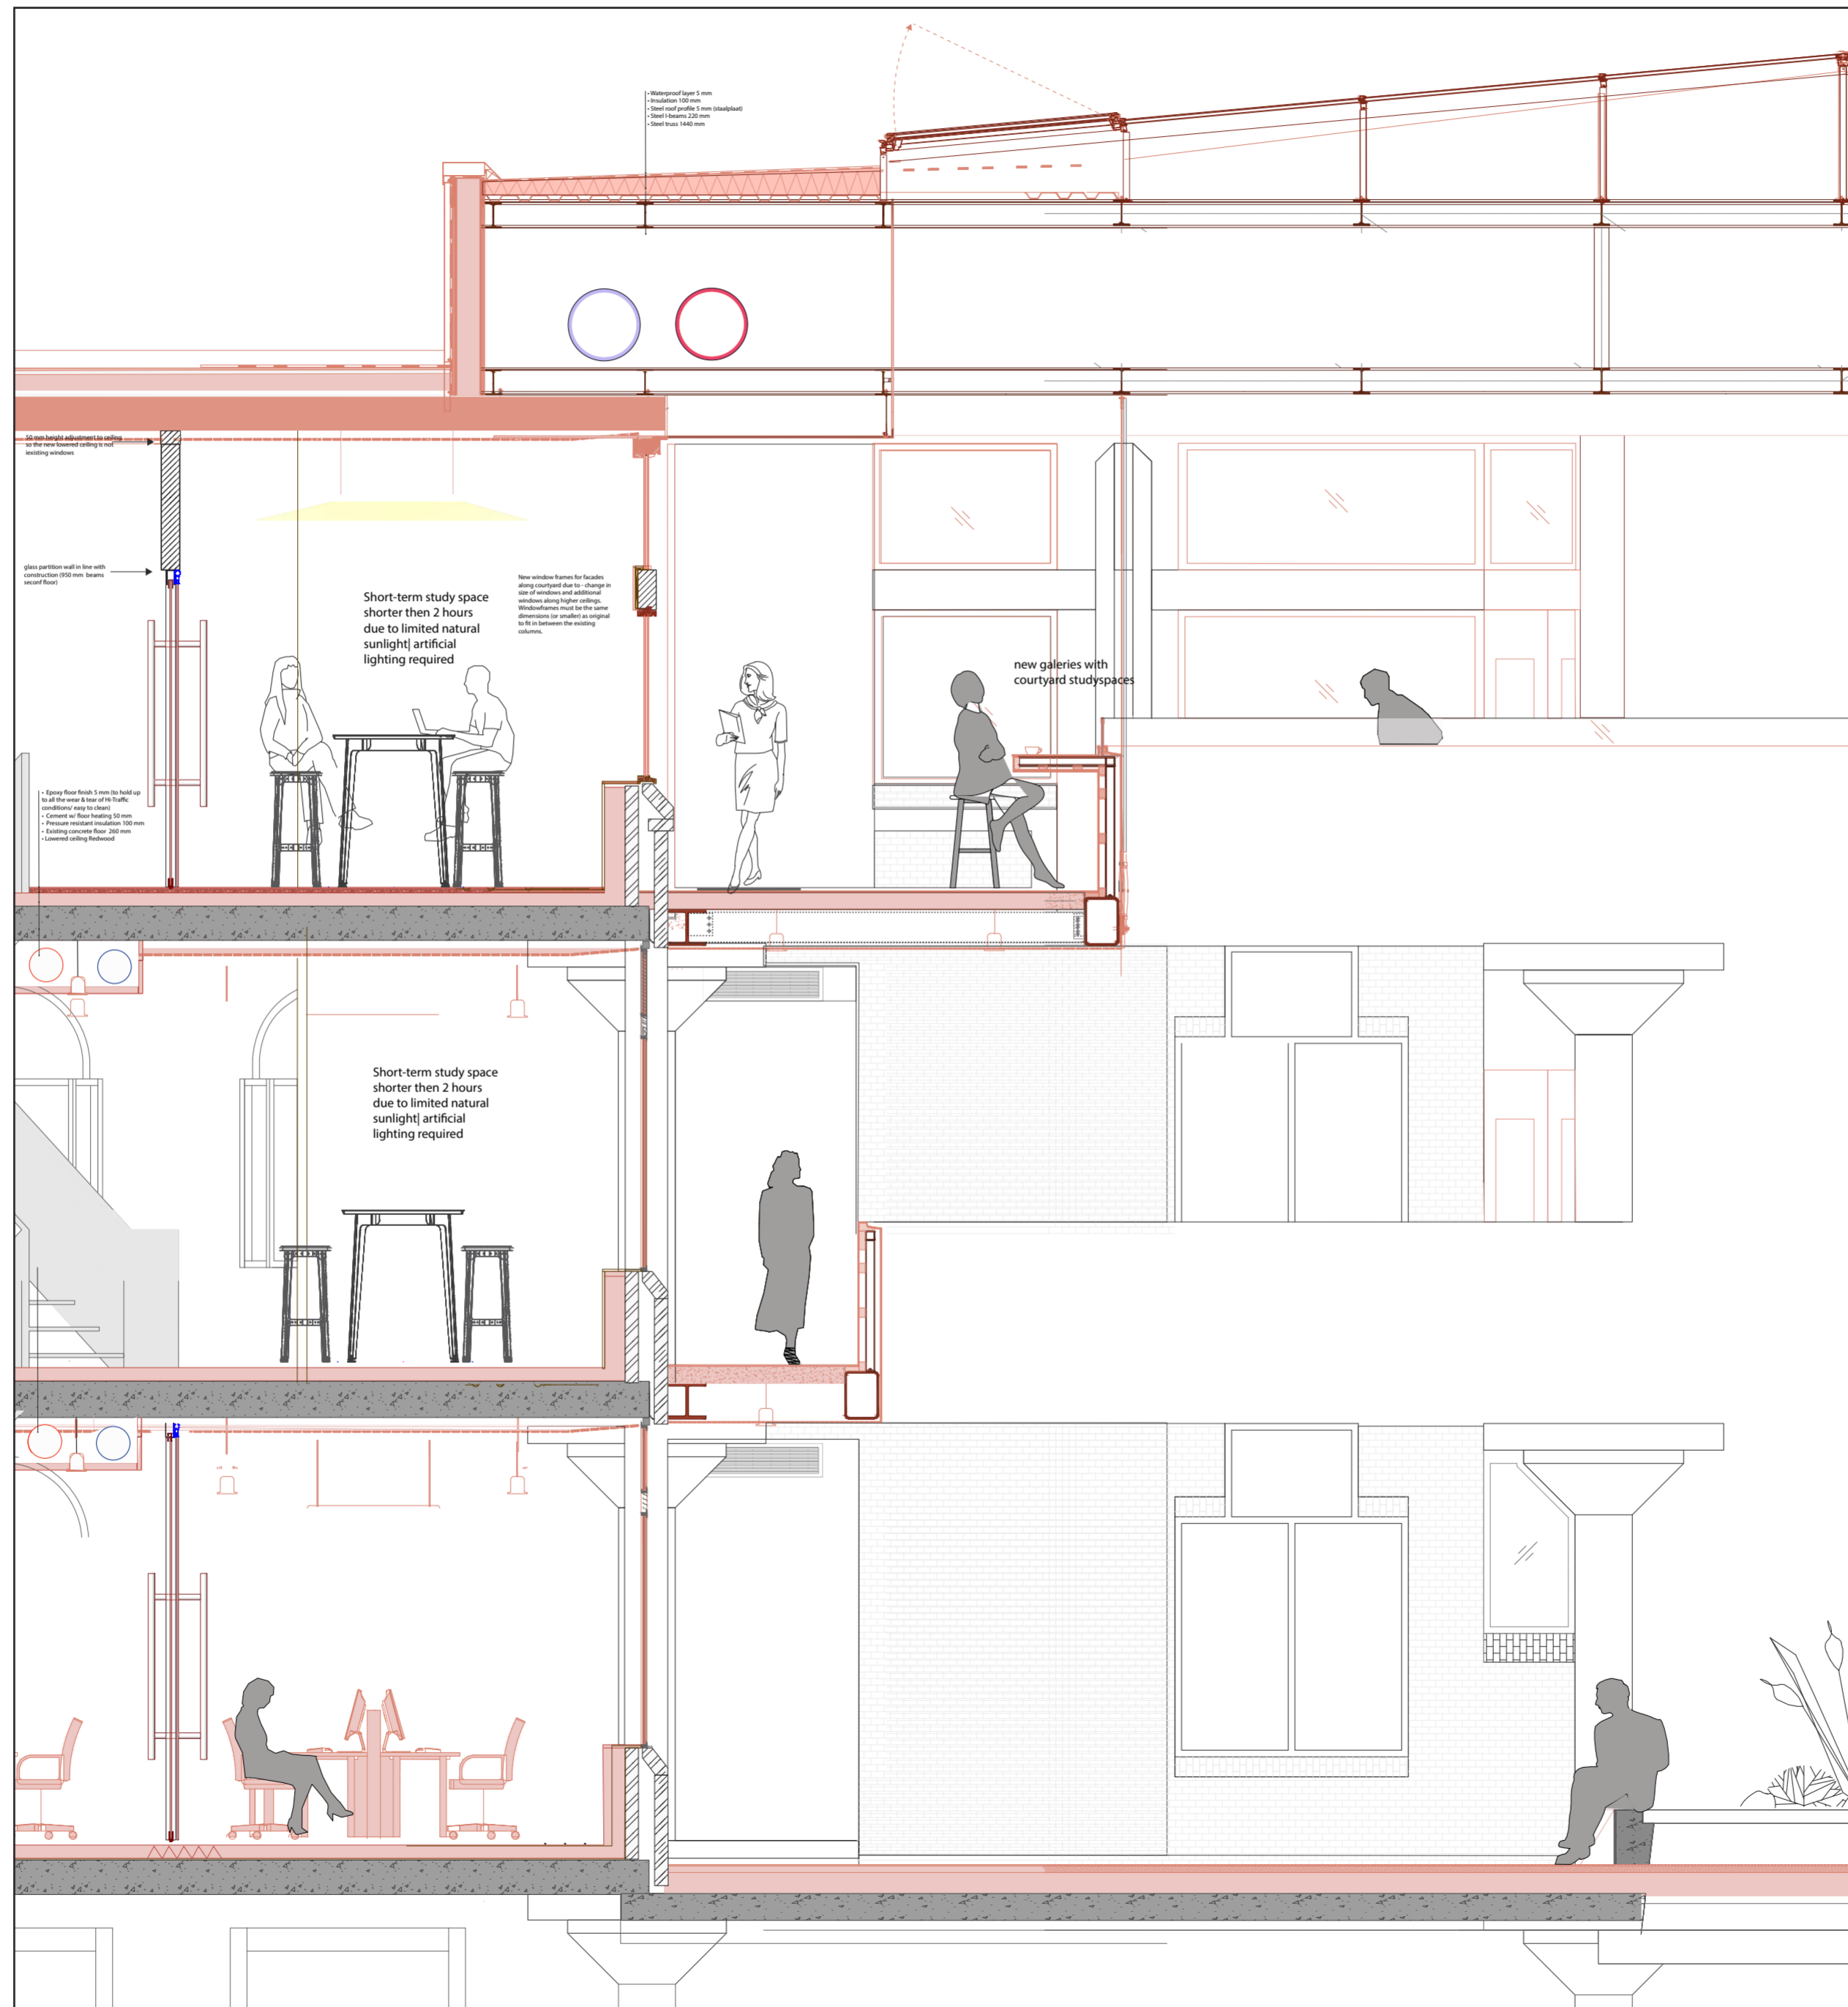 • Waterproof layer 5 mm
• Insulation 100 mm
• Steel roof profile 5 mm (staalplaat)
• Steel I-beams 220 mm
• Steel truss 1440 mm
50 mm height adjustment to ceiling
so the new lowered ceiling is not
iexisting windows
glass partition wall in line with
construction (950 mm beams
seconf floor)
Short-term study space
shorter then 2 hours
due to limited natural
sunlight| artificial
lighting required
New window frames for facades
along courtyard due to - change in
size of windows and additional
windows along higher ceilings.
Windowframes must be the same
dimensions (or smaller) as original
to fit in between the existing
columns.
new galeries with
courtyard studyspaces
• Epoxy floor finish 5 mm (to hold up
to all the wear & tear of Hi-Traffic
conditions/ easy to clean)
• Cement w/ floor heating 50 mm
• Pressure resistant insulation 100 mm
• Existing concrete floor 260 mm
• Lowered ceiling Redwood
Short-term study space
shorter then 2 hours
due to limited natural
sunlight| artificial
lighting required